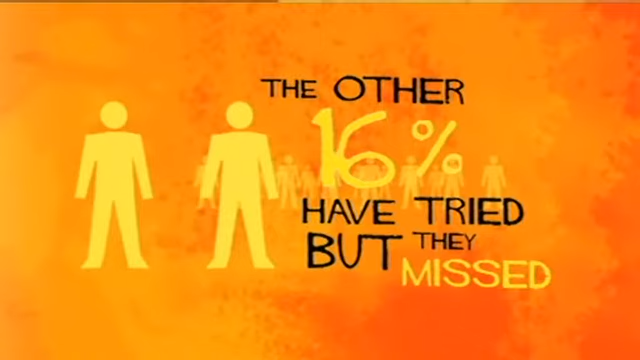 THE OTHER
16%
HAVE TRIED
BUT THEY
MISSED